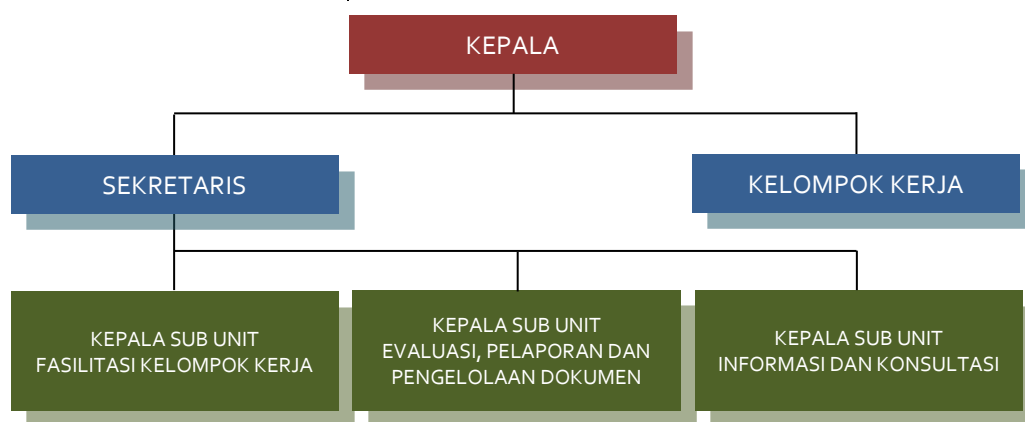 KEPALA
SEKRETARIS
KELOMPOK KERJA
KEPALA SUB UNIT
FASILITASI KELOMPOK KERJA
KEPALA SUB UNIT
EVALUASI, PELAPORAN DAN
PENGELOLAAN DOKUMEN
KEPALA SUB UNIT
INFORMASI DAN KONSULTASI